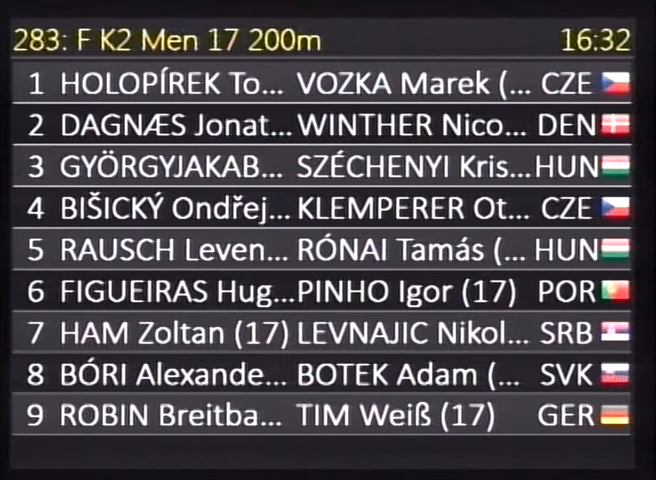 283: F K2 Men 17 200m 16:32
1 HOLOPÍREK To... VOZKA Marek (... CZE
2 DAGNÆS Jonat... WINTHER Nico... DEN
3 GYÖRGYJAKAB... SZÉCHENYI Kris... HUN
4 BIŠICKÝ Ondřej... KLEMPERER Ot... CZE
5 RAUSCH Leven... RÓNAI Tamás (... HUN
6 FIGUEIRAS Hug... PINHO Igor (17) POR
7 HAM Zoltan (17) LEVNAJIC Nikol... SRB
8 BÓRI Alexande... BOTEK Adam (... SVK
9 ROBIN Breitba... TIM Weiß (17) GER